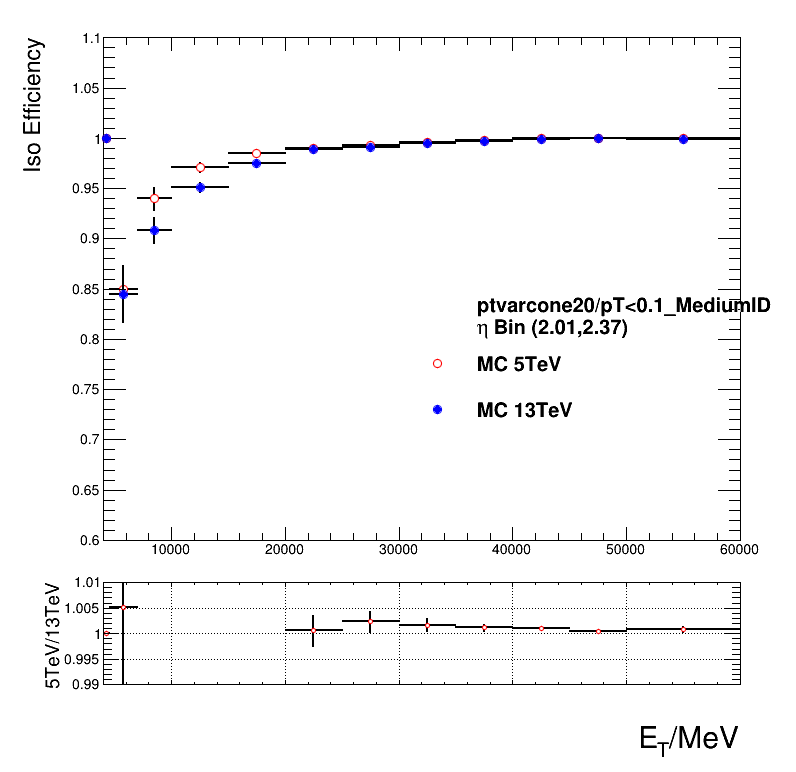 Iso Efficiency
1.1
1.05
1
0.95
0.9
0.85
0.8
0.75
0.7
0.65
0.6
ptvarcone20/pT<0.1_MediumID
η Bin (2.01,2.37)
MC 5TeV
MC 13TeV
10000 20000 30000 40000 50000 60000
5TeV/13TeV
1.01
1.005
1
0.995
0.99
E_T/MeV